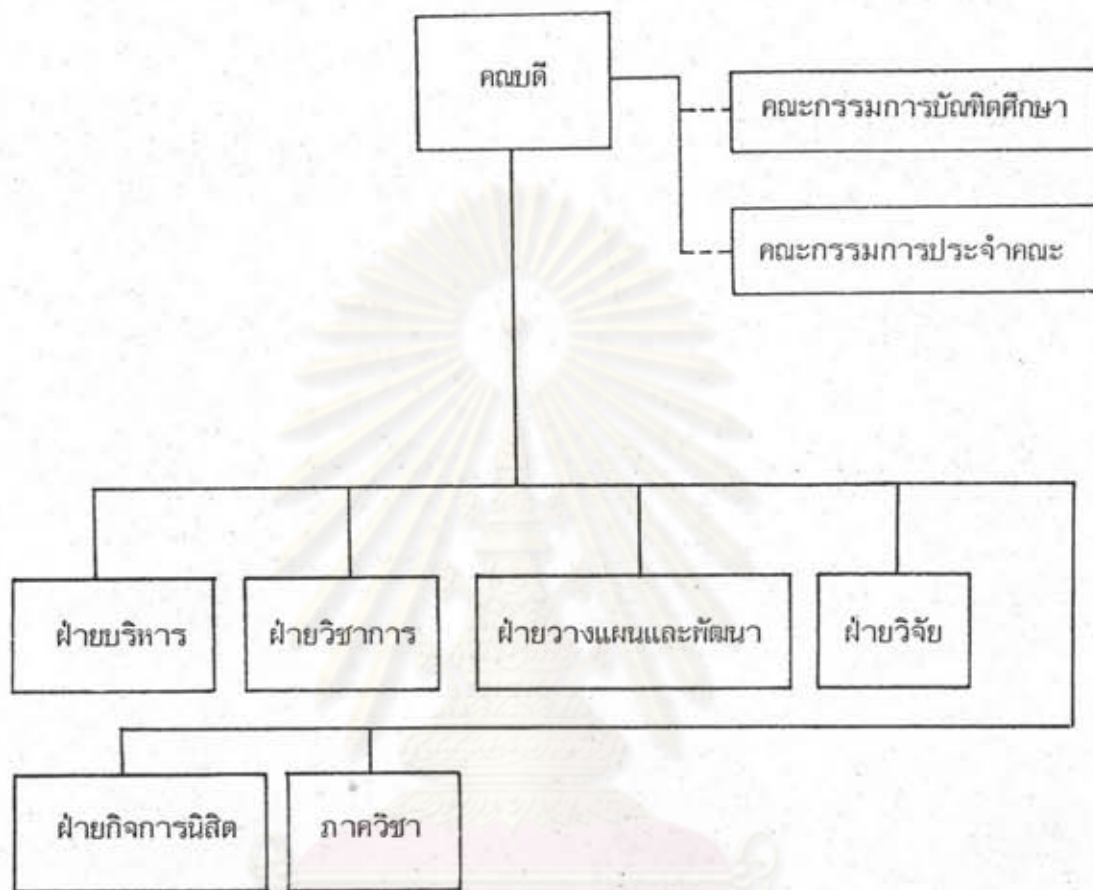 คณบดี
คณะกรรมการบัณฑิตศึกษา
คณะกรรมการประจำคณะ
ฝ่ายบริหาร
ฝ่ายวิชาการ
ฝ่ายวางแผนและพัฒนา
ฝ่ายวิจัย
ฝ่ายกิจการนิสิต
ภาควิชา